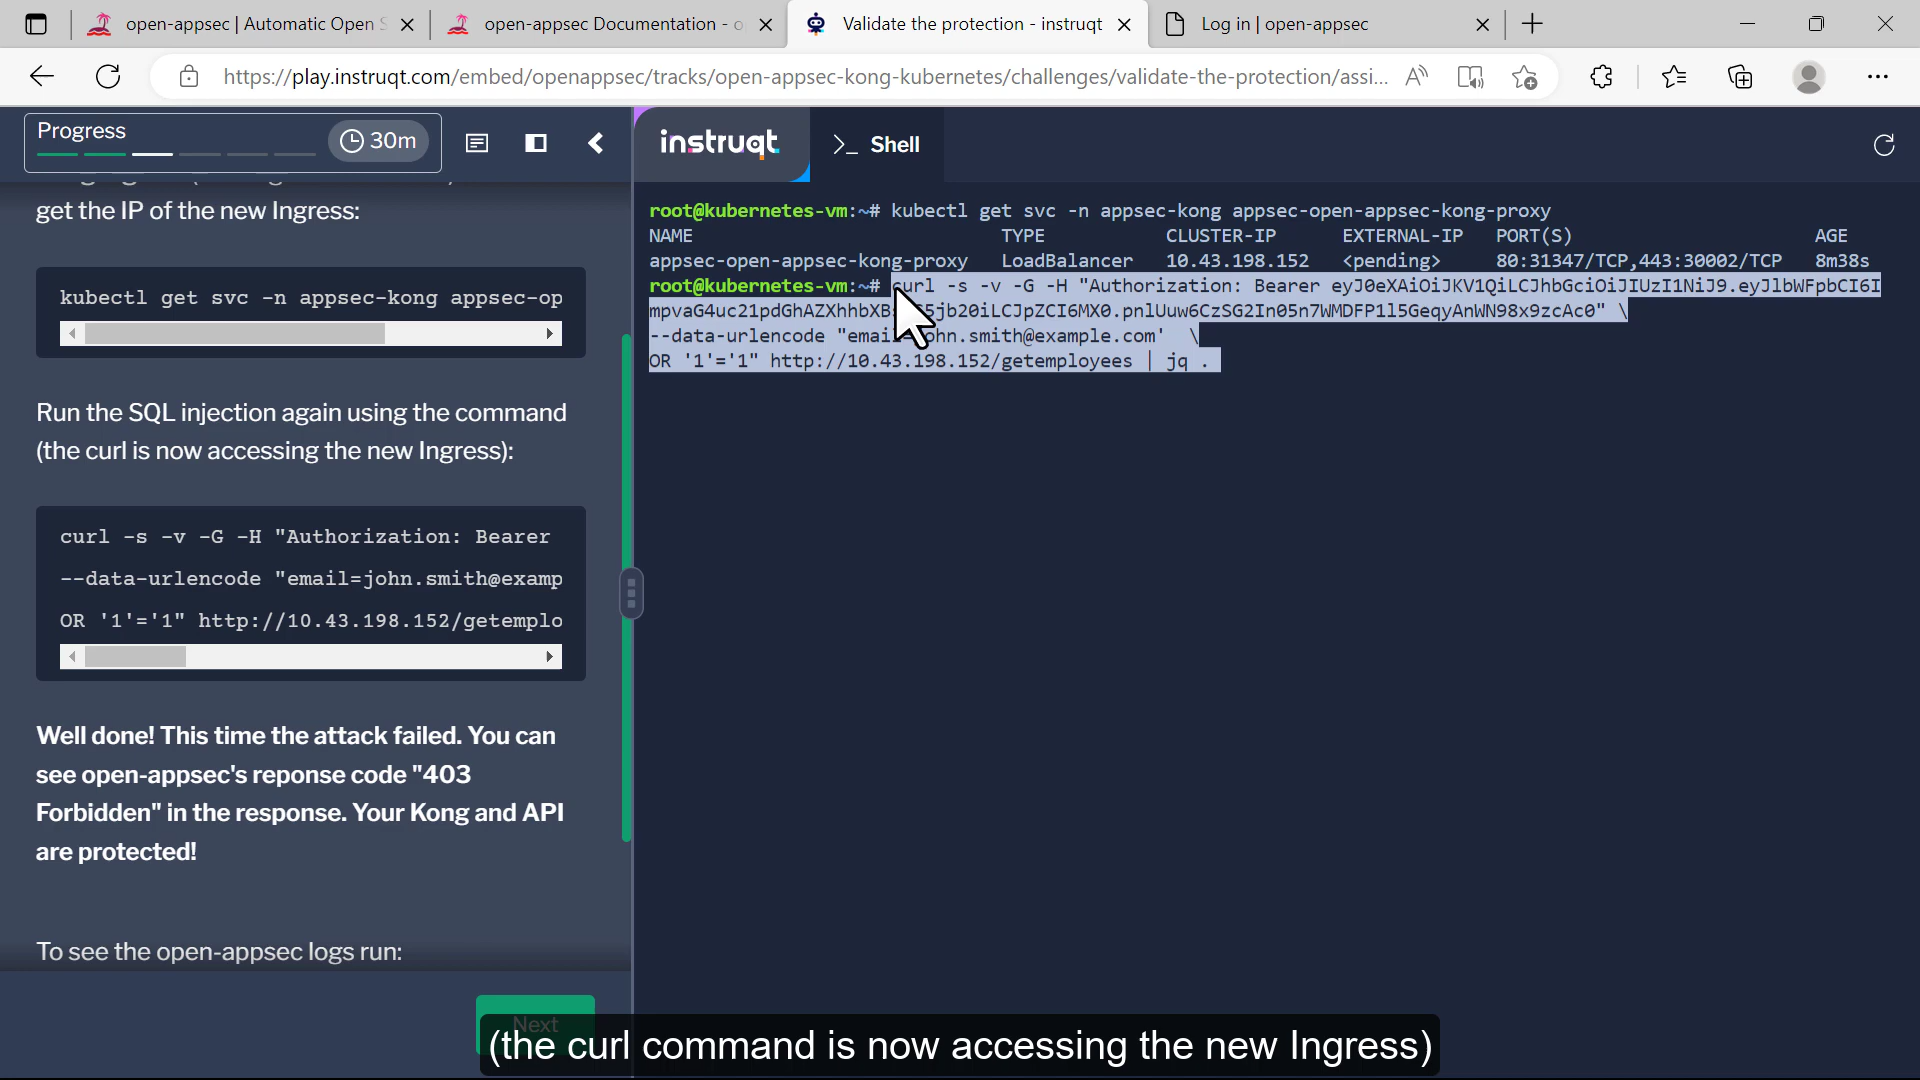 open-appsec | Automatic Open S
open-appsec Documentation - o
Validate the protection - instruqt
Log in | open-appsec
https://play.instruqt.com/embed/openappsec/tracks/open-appsec-kong-kubernetes/challenges/validate-the-protection/assi...
Progress
30m
instruqt
>_ Shell
get the IP of the new Ingress:
kubectl get svc -n appsec-kong appsec-op
Run the SQL injection again using the command
(the curl is now accessing the new Ingress):
curl -s -v -G -H "Authorization: Bearer
--data-urlencode "email=john.smith@examp
OR '1'='1" http://10.43.198.152/getemplo
Well done! This time the attack failed. You can
see open-appsec's reponse code "403
Forbidden" in the response. Your Kong and API
are protected!
To see the open-appsec logs run:
Next
root@kubernetes-vm:~# kubectl get svc -n appsec-kong appsec-open-appsec-kong-proxy
NAME TYPE CLUSTER-IP EXTERNAL-IP PORT(S) AGE
appsec-open-appsec-kong-proxy LoadBalancer 10.43.198.152 <pending> 80:31347/TCP,443:30002/TCP 8m38s
root@kubernetes-vm:~# curl -s -v -G -H "Authorization: Bearer eyJ0eXAiOiJKV1QiLCJhbGciOiJIUzI1NiJ9.eyJlbWFpbCI6I
--data-urlencode "email= john.smith@example.com' \
OR '1'='1" http://10.43.198.152/getemployees | jq .
(the curl command is now accessing the new Ingress)